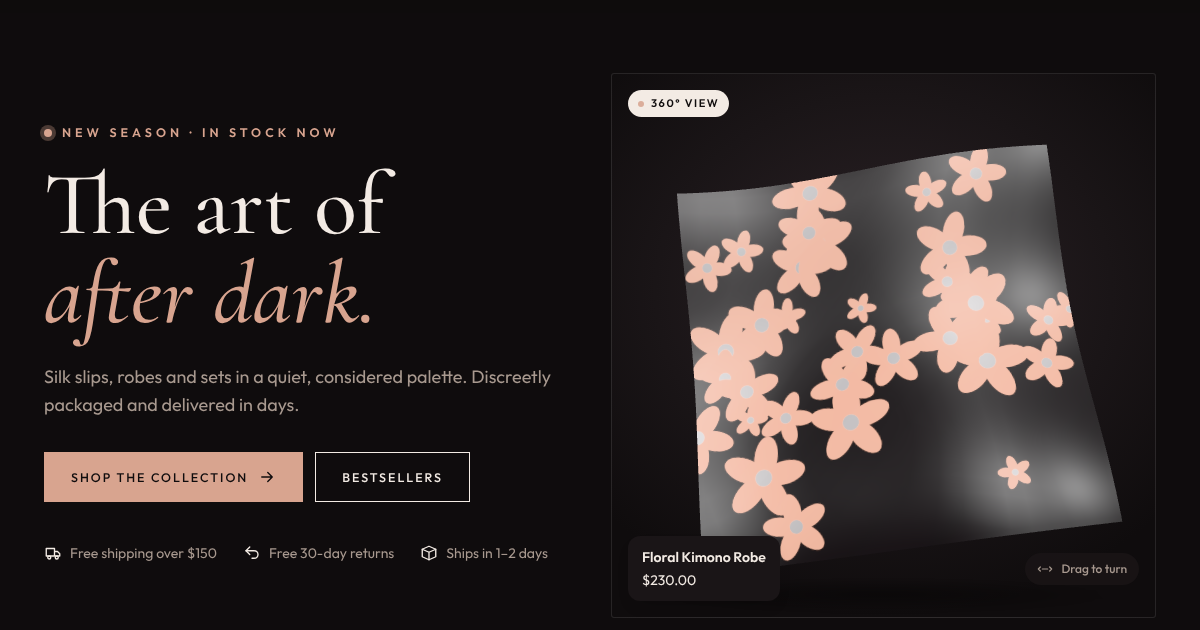 NEW SEASON · IN STOCK NOW
The art of
after dark.
Silk slips, robes and sets in a quiet, considered palette. Discreetly
packaged and delivered in days.
SHOP THE COLLECTION →
BESTSELLERS
Free shipping over $150
Free 30-day returns
Ships in 1–2 days
360° VIEW
Floral Kimono Robe
$230.00
Drag to turn